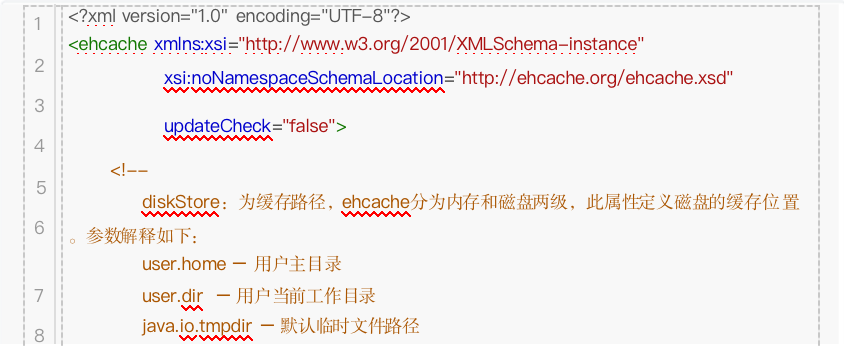 1 <?xml version="1.0" encoding="UTF-8"?>
<ehcache xmlns:xsi="http://www.w3.org/2001/XMLSchema-instance"
2 xsi:noNamespaceSchemaLocation="http://ehcache.org/ehcache.xsd"
3 updateCheck="false">
4 <!--
5 diskStore：为缓存路径，ehcache分为内存和磁盘两级，此属性定义磁盘的缓存位置
6 。参数解释如下：
user.home – 用户主目录
7 user.dir – 用户当前工作目录
8 java.io.tmpdir – 默认临时文件路径